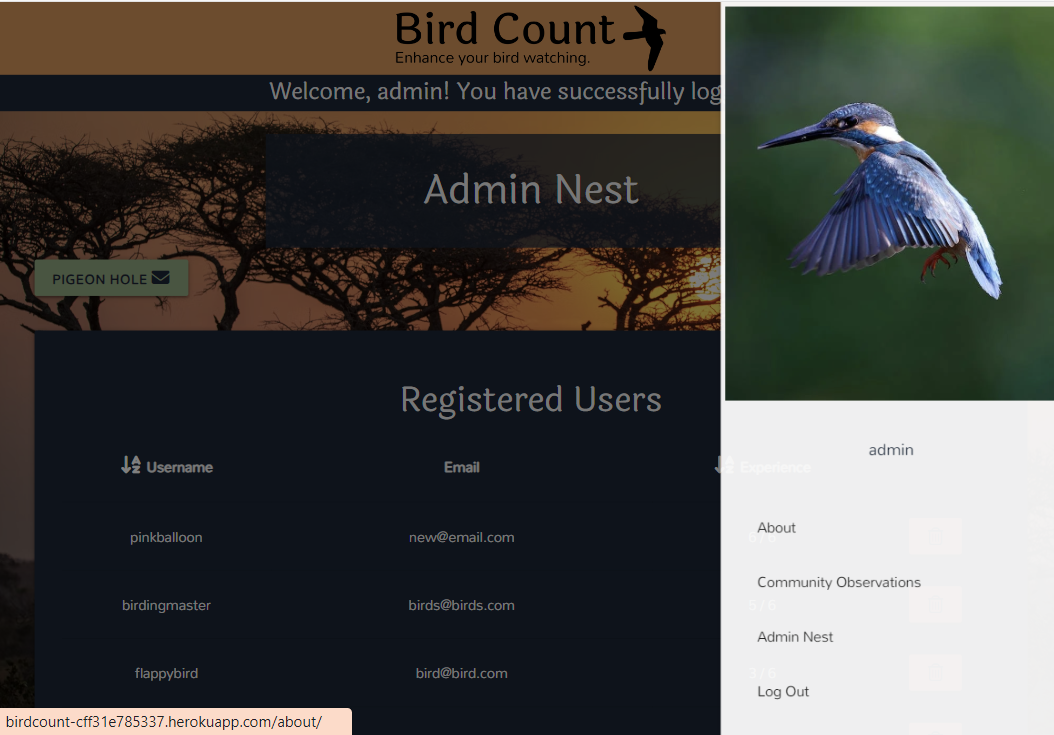 Bird Count
Enhance your bird watching.
Welcome, admin! You have successfully log
Admin Nest
PIGEON HOLE
Registered Users
Username Email Experience
pinkballoon new@email.com 6 / 6
birdingmaster birds@birds.com 5 / 6
flappybird bird@bird.com 3 / 6
admin
About
Community Observations
Admin Nest
Log Out
birdcount-cff31e785337.herokuapp.com/about/